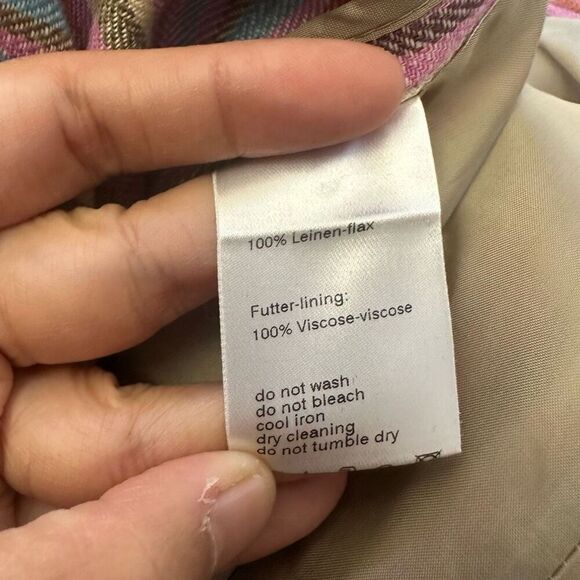 100% Leinen-flax
Futter-lining:
100% Viscose-viscose
do not wash
do not bleach
cool iron
dry cleaning
do not tumble dry